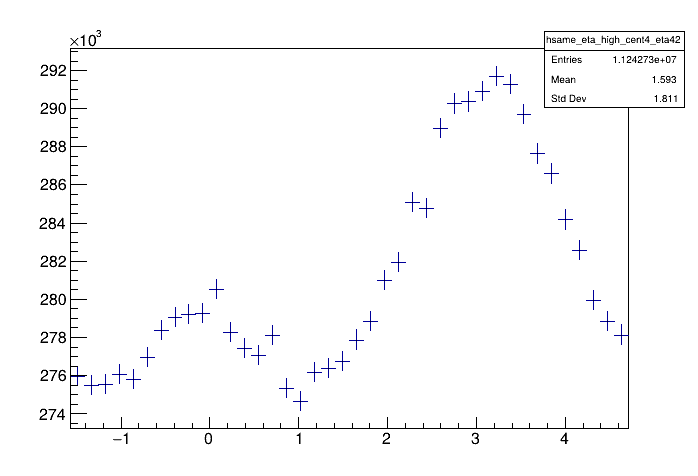 ×10³
hsame_eta_high_cent4_eta42
Entries 1.124273e+07
Mean 1.593
Std Dev 1.811
292
290
288
286
284
282
280
278
276
274
−1 0 1 2 3 4